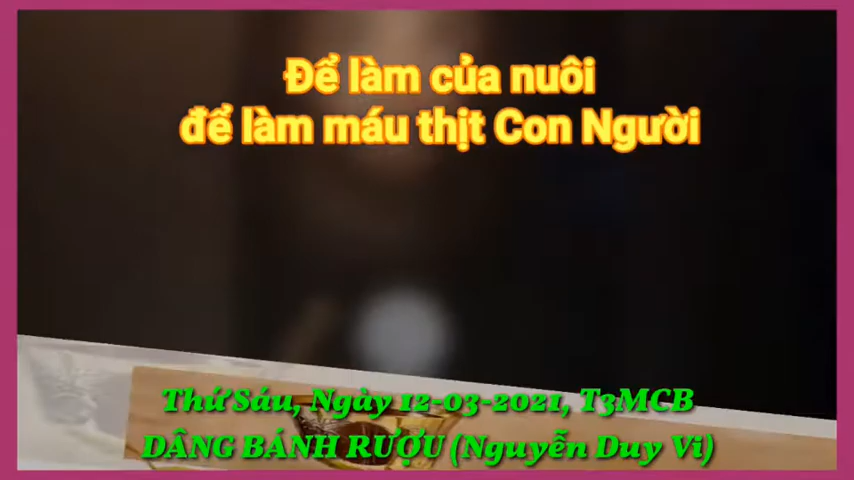 Để làm của nuôi
để làm máu thịt Con Người
Thứ Sáu, Ngày 12-03-2021, T3MCB
DÂNG BÁNH RƯỢU (Nguyễn Duy Vi)